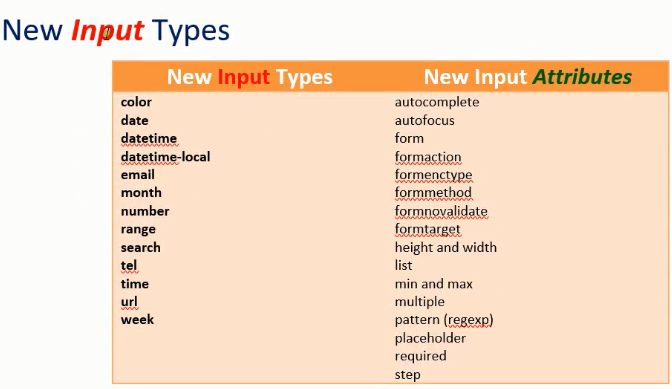 New Input Types
New Input Types New Input Attributes
color autocomplete
date autofocus
datetime form
datetime-local formaction
email formenctype
month formmethod
number formnovalidate
range formtarget
search height and width
tel list
time min and max
url multiple
week pattern (regexp)
placeholder
required
step